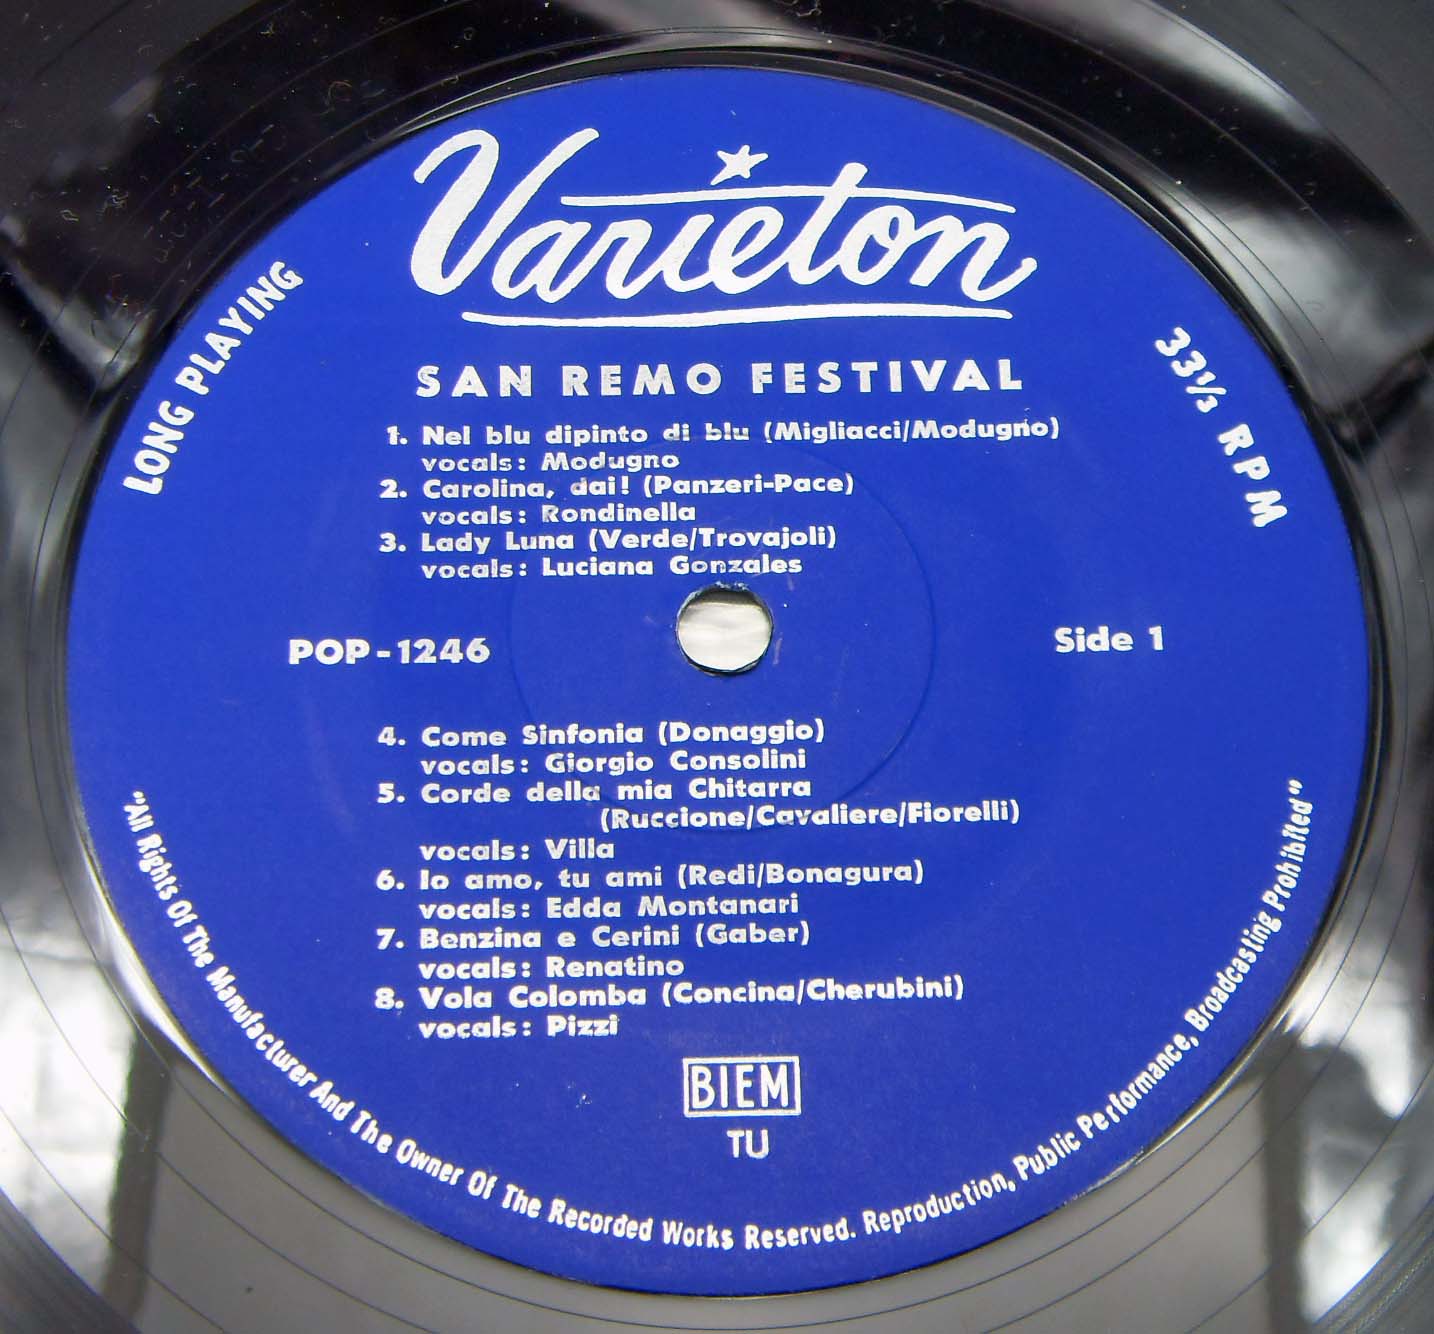 Varieton
LONG PLAYING
33⅓ RPM
SAN REMO FESTIVAL
1. Nel blu dipinto di blu (Migliacci/Modugno)
vocals: Modugno
2. Carolina, dai! (Panzeri-Pace)
vocals: Rondinella
3. Lady Luna (Verde/Trovajoli)
vocals: Luciana Gonzales
POP-1246
Side 1
4. Come Sinfonia (Donaggio)
vocals: Giorgio Consolini
5. Corde della mia Chitarra
(Ruccione/Cavaliere/Fiorelli)
vocals: Villa
6. Io amo, tu ami (Redi/Bonagura)
vocals: Edda Montanari
7. Benzina e Cerini (Gaber)
vocals: Renatino
8. Vola Colomba (Concina/Cherubini)
vocals: Pizzi
BIEM
TU
"All Rights Of The Manufacturer And The Owner Of The Recorded Works Reserved. Reproduction, Public Performance, Broadcasting Prohibited"